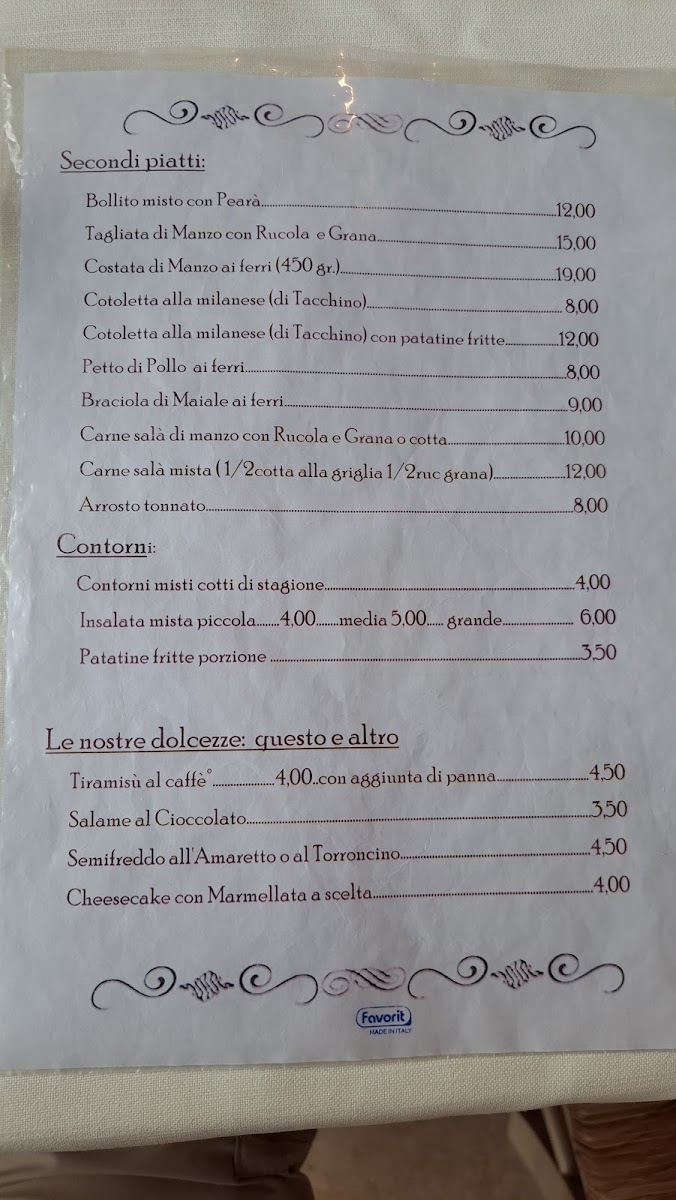 Secondi piatti:
Bollito misto con Pearà..............................12,00
Tagliata di Manzo con Rucola e Grana..............................15,00
Costata di Manzo ai ferri (450 gr.)..............................19,00
Cotoletta alla milanese (di Tacchino)..............................8,00
Cotoletta alla milanese (di Tacchino) con patatine fritte...............12,00
Petto di Pollo ai ferri..............................8,00
Braciola di Maiale ai ferri..............................9,00
Carne salà di manzo con Rucola e Grana o cotta....................10,00
Carne salà mista (1/2cotta alla griglia 1/2ruc grana)...............12,00
Arrosto tonnato..............................8,00
Contorni:
Contorni misti cotti di stagione..............................4,00
Insalata mista piccola........4,00........media 5,00..... grande.................... 6,00
Patatine fritte porzione ..............................3,50
Le nostre dolcezze: questo e altro
Tiramisù al caffè°....................4,00..con aggiunta di panna....................4,50
Salame al Cioccolato..............................3,50
Semifreddo all'Amaretto o al Torroncino..............................4,50
Cheesecake con Marmellata a scelta..............................4,00
Favorit
MADE IN ITALY